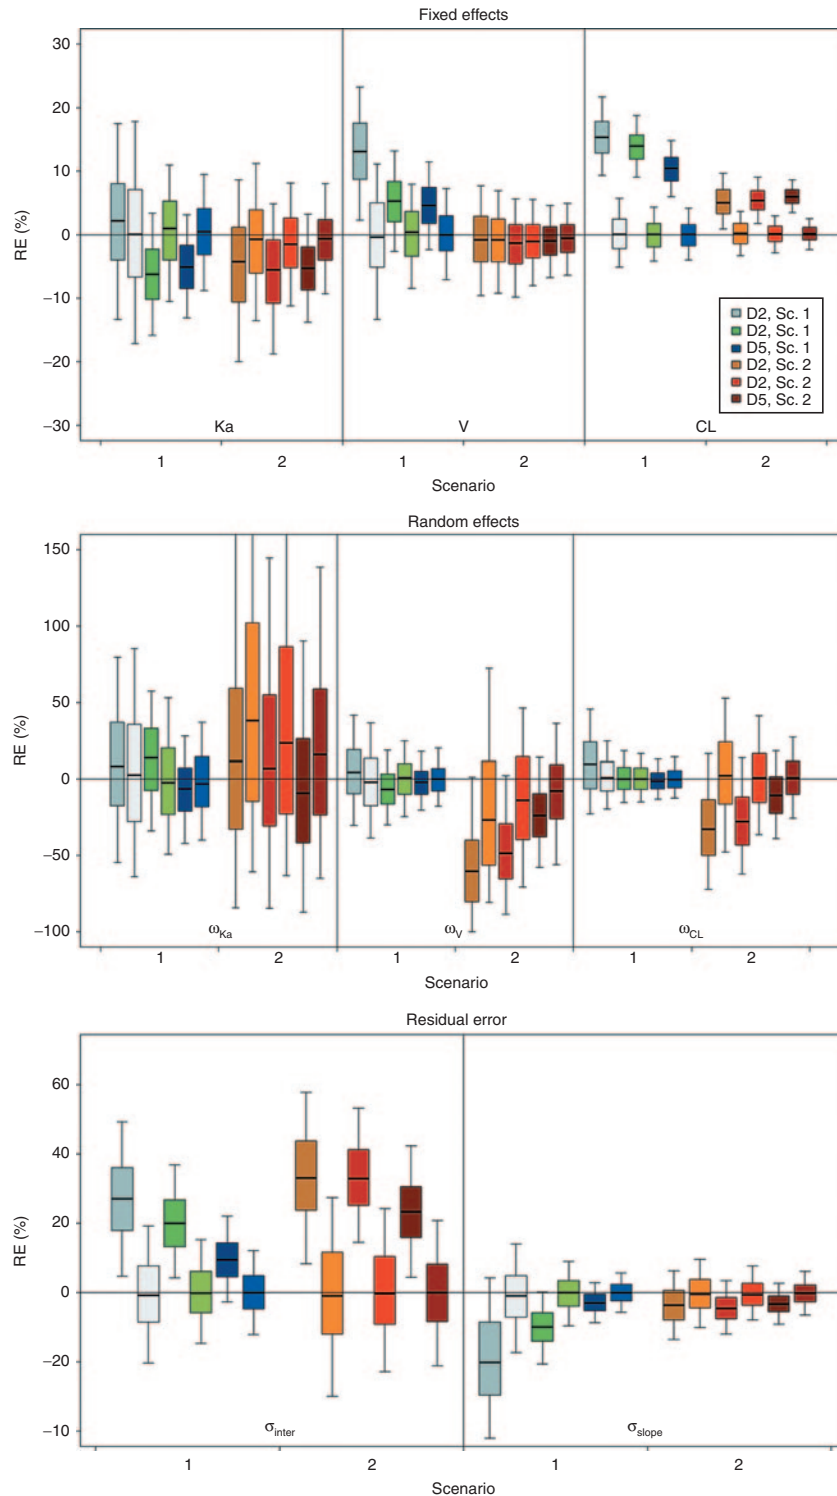 Fixed effects
30
20
10
0
−10
−20
−30
RE (%)
D2, Sc. 1
D2, Sc. 1
D5, Sc. 1
D2, Sc. 2
D2, Sc. 2
D5, Sc. 2
Ka
V
CL
1
2
1
2
1
2
Scenario
Random effects
150
100
50
0
−50
−100
RE (%)
ωKa
ωV
ωCL
1
2
1
2
1
2
Scenario
Residual error
60
40
20
0
−20
−10
RE (%)
σinter
σslope
1
2
1
2
Scenario